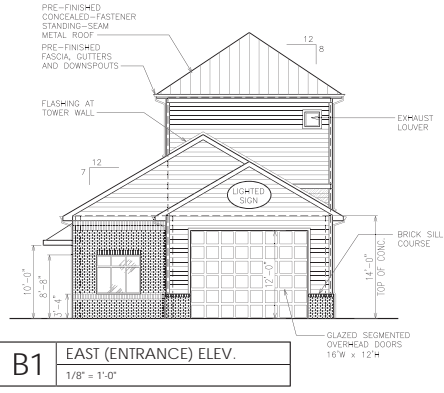 PRE-FINISHED
CONCEALED-FASTENER
STANDING-SEAM
METAL ROOF
PRE-FINISHED
FASCIA, GUTTERS
AND DOWNSPOUTS
12
8
FLASHING AT
TOWER WALL
EXHAUST
LOUVER
12
7
LIGHTED
SIGN
BRICK SILL
COURSE
10'-0"
8'-8"
3'-4"
12'-0"
14'-0"
TOP OF CONC.
GLAZED SEGMENTED
OVERHEAD DOORS
16'W x 12'H
B1
EAST (ENTRANCE) ELEV.
1/8" = 1'-0"